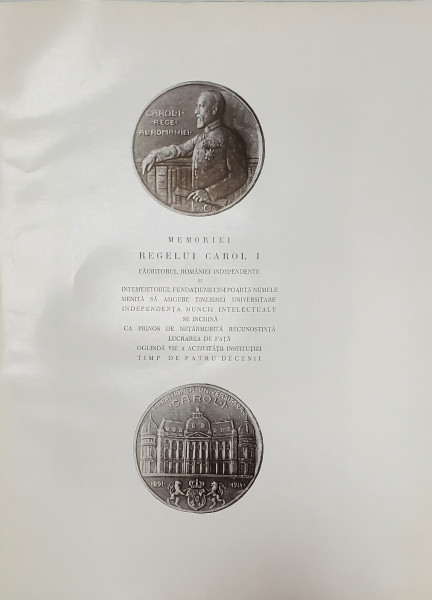 CAROL·I·
·REGE·
·AL·ROMANIEI·
MEMORIEI
REGELUI CAROL I
FĂURITORUL ROMÂNIEI INDEPENDENTE
ȘI
INTEMEIETORUL FUNDAȚIUNII CE-I POARTĂ NUMELE
MENITĂ SĂ ASIGURE TINERIMEI UNIVERSITARE
INDEPENDENȚA MUNCII INTELECTUALE
SE INCHINĂ
CA PRINOS DE NEȚĂRMURITĂ RECUNOȘTINȚĂ
LUCRAREA DE FAȚĂ
OGLINDĂ VIE A ACTIVITĂȚII INSTITUȚIEI
TIMP DE PATRU DECENII
UNIVERSITARA
·CAROL·I·
·1891· ·1914·